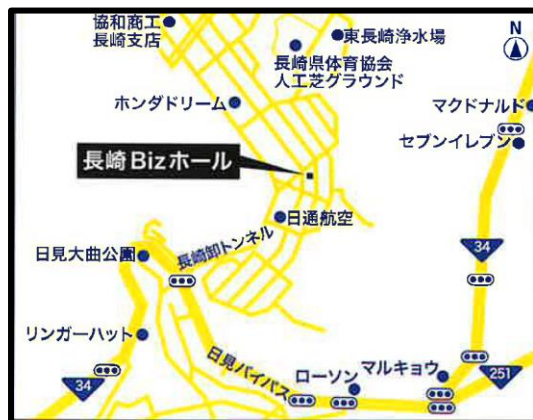 協和商工
長崎支店
東長崎浄水場
長崎県体育協会
人工芝グラウンド
N
ホンダドリーム
マクドナルド
セブンイレブン
長崎Bizホール
日通航空
長崎卸トンネル
日見大曲公園
34
リンガーハット
日見バイパス
ローソン
マルキョウ
34
251